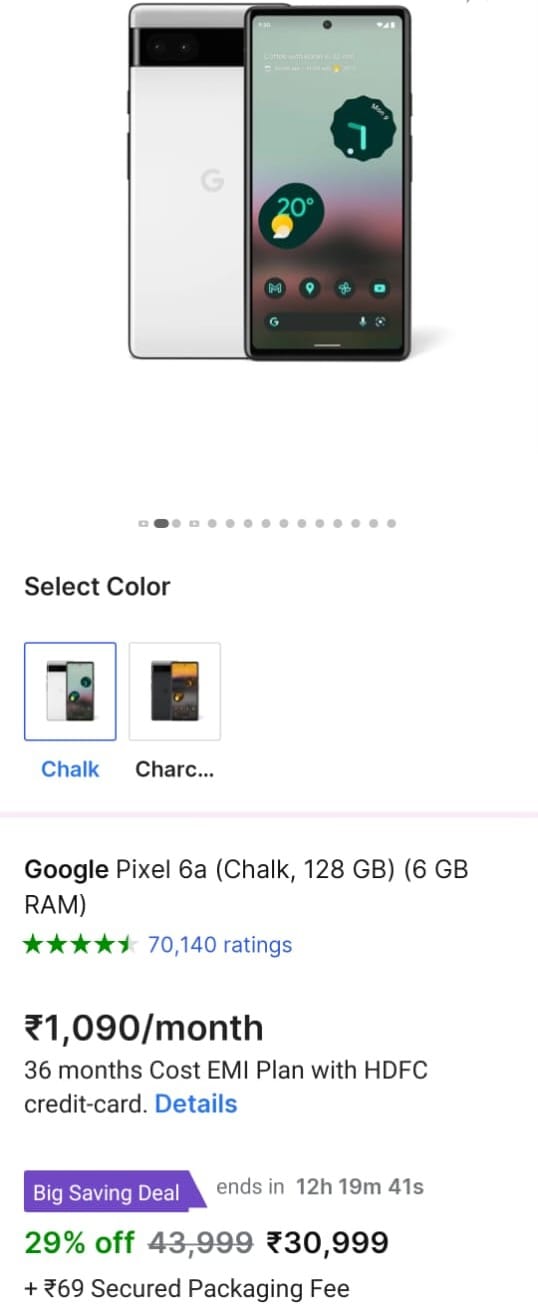 G
Mon 9
20°
G
Select Color
Chalk
Charc...
Google Pixel 6a (Chalk, 128 GB) (6 GB
RAM)
70,140 ratings
₹1,090/month
36 months Cost EMI Plan with HDFC
credit-card. Details
Big Saving Deal ends in 12h 19m 41s
29% off 43,999 ₹30,999
+ ₹69 Secured Packaging Fee